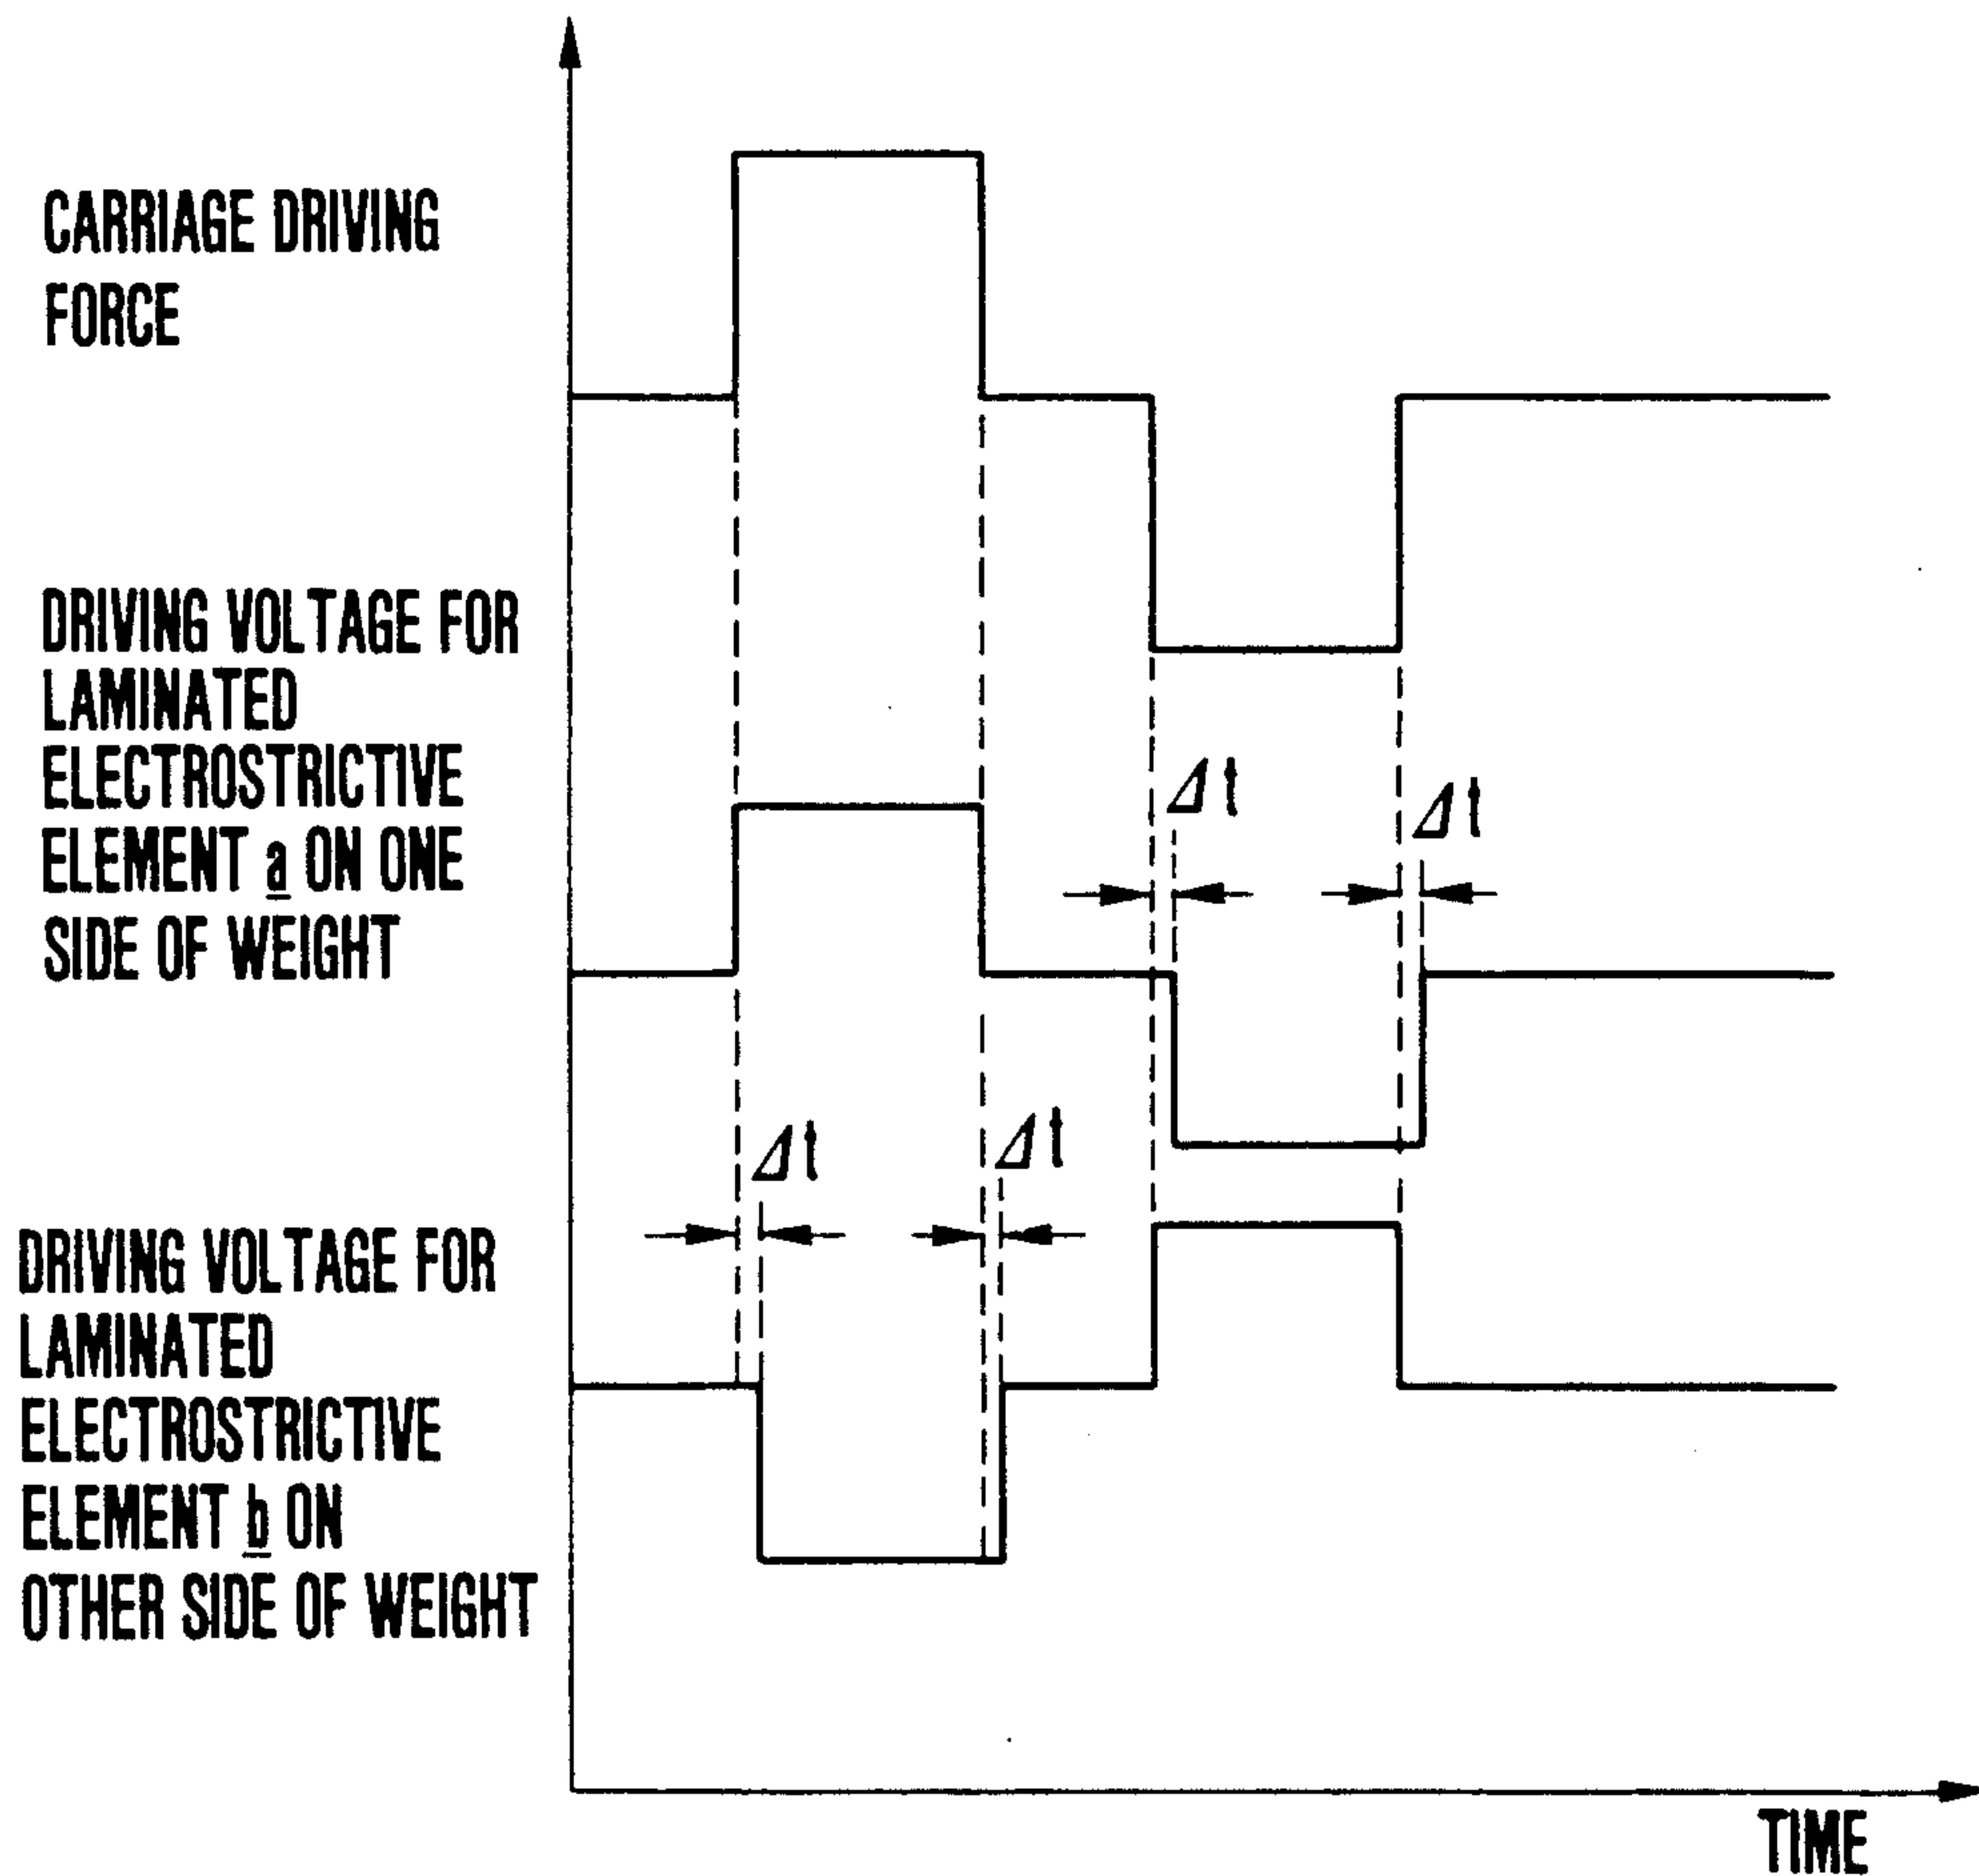 CARRIAGE DRIVING
FORCE
DRIVING VOLTAGE FOR
LAMINATED
ELECTROSTRICTIVE
ELEMENT a ON ONE
SIDE OF WEIGHT
Δt
Δt
Δt
Δt
DRIVING VOLTAGE FOR
LAMINATED
ELECTROSTRICTIVE
ELEMENT b ON
OTHER SIDE OF WEIGHT
TIME